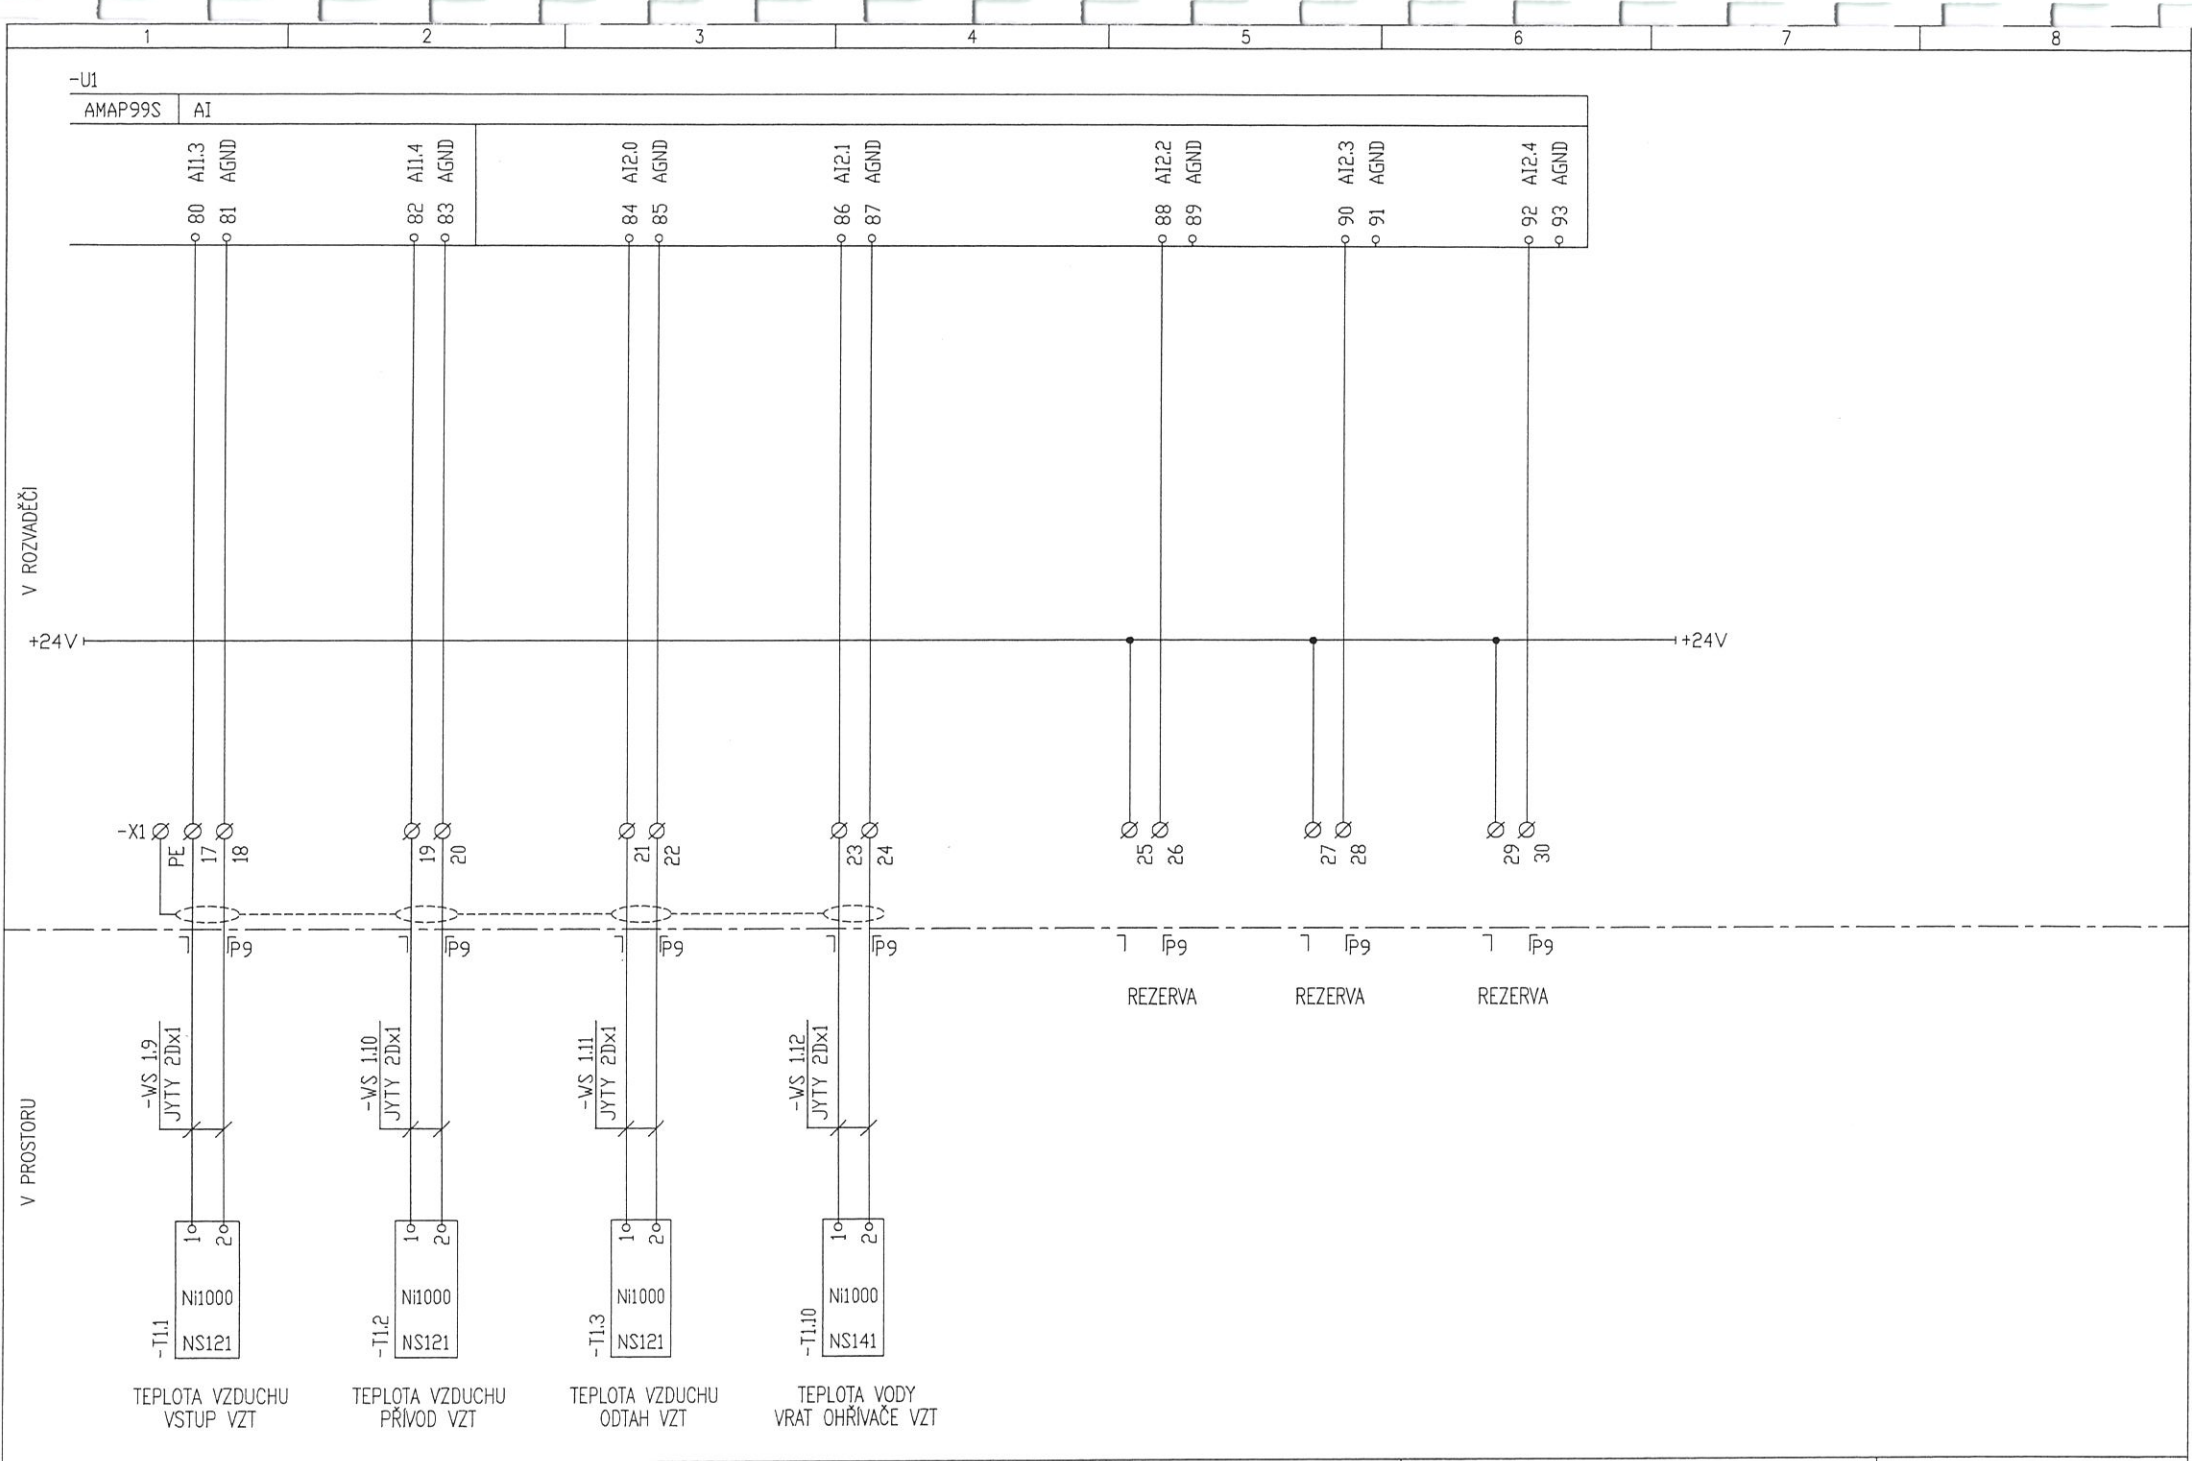 1 2 3 4 5 6 7 8
-U1
AMAP99S AI
AI1.3 AGND AI1.4 AGND AI2.0 AGND AI2.1 AGND AI2.2 AGND AI2.3 AGND AI2.4 AGND
80 81 82 83 84 85 86 87 88 89 90 91 92 93
V ROZVADĚČI
+24V +24V
-X1
PE 17 18 19 20 21 22 23 24 25 26 27 28 29 30
P9 P9 P9 P9 P9 P9 P9
REZERVA REZERVA REZERVA
V PROSTORU
-WS 1.9
JYTY 2Dx1
-WS 1.10
JYTY 2Dx1
-WS 1.11
JYTY 2Dx1
-WS 1.12
JYTY 2Dx1
1 2 1 2 1 2 1 2
Ni1000 Ni1000 Ni1000 Ni1000
-T1.1 NS121 -T1.2 NS121 -T1.3 NS121 -T1.10 NS141
TEPLOTA VZDUCHU
VSTUP VZT
TEPLOTA VZDUCHU
PŘÍVOD VZT
TEPLOTA VZDUCHU
ODTAH VZT
TEPLOTA VODY
VRAT OHŘÍVAČE VZT